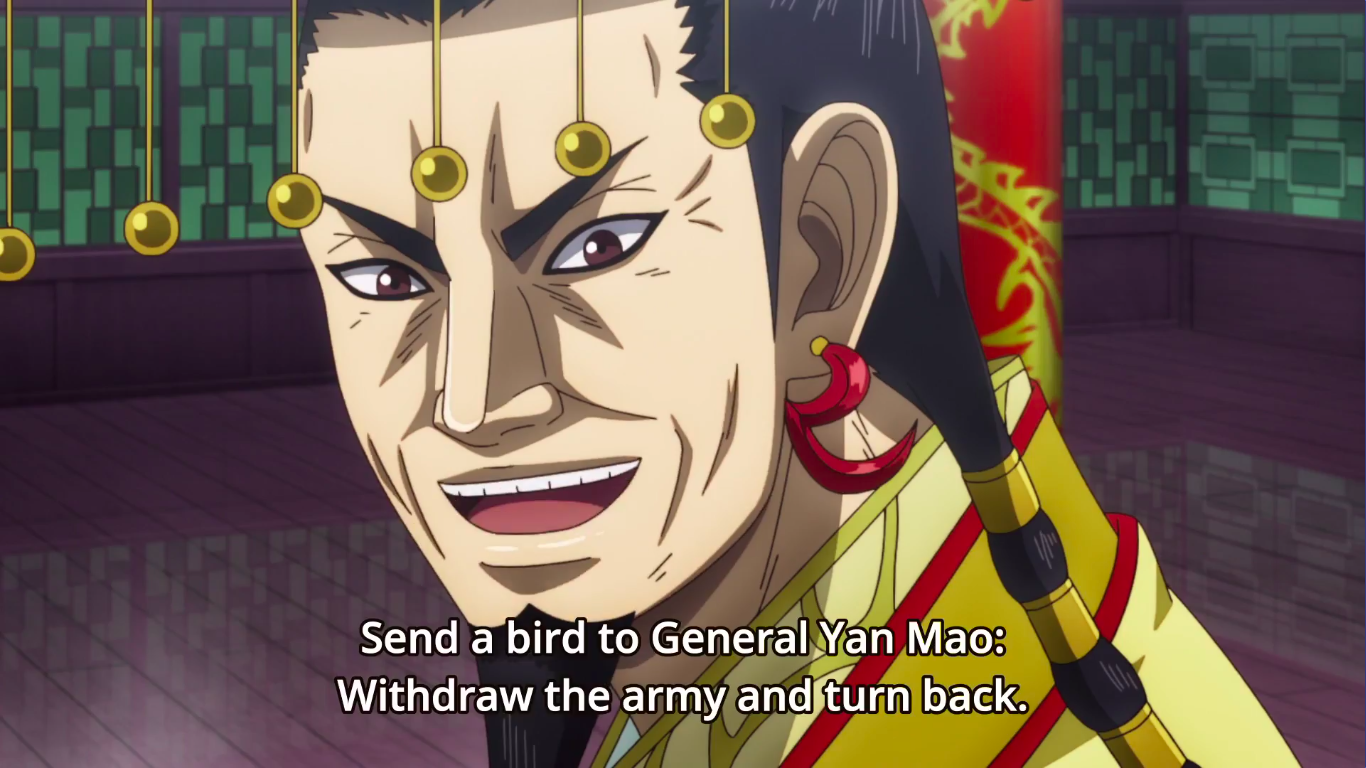 Send a bird to General Yan Mao:
Withdraw the army and turn back.